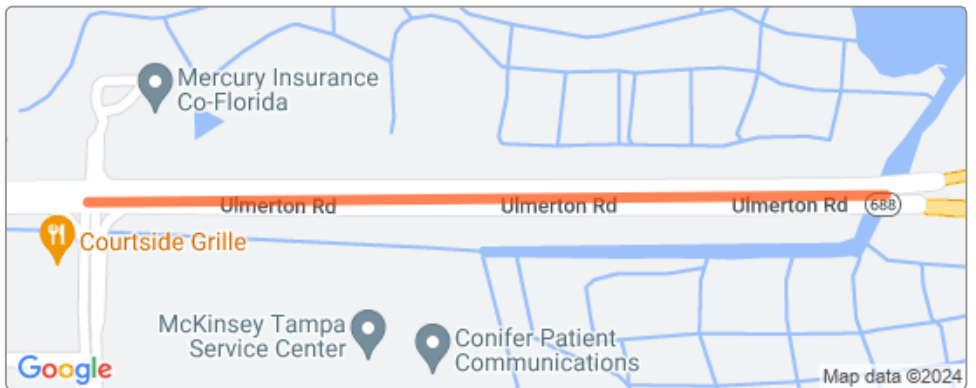 Mercury Insurance
Co-Florida
Ulmerton Rd
Ulmerton Rd
Ulmerton Rd
688
Courtside Grille
McKinsey Tampa
Service Center
Conifer Patient
Communications
Google
Map data ©2024